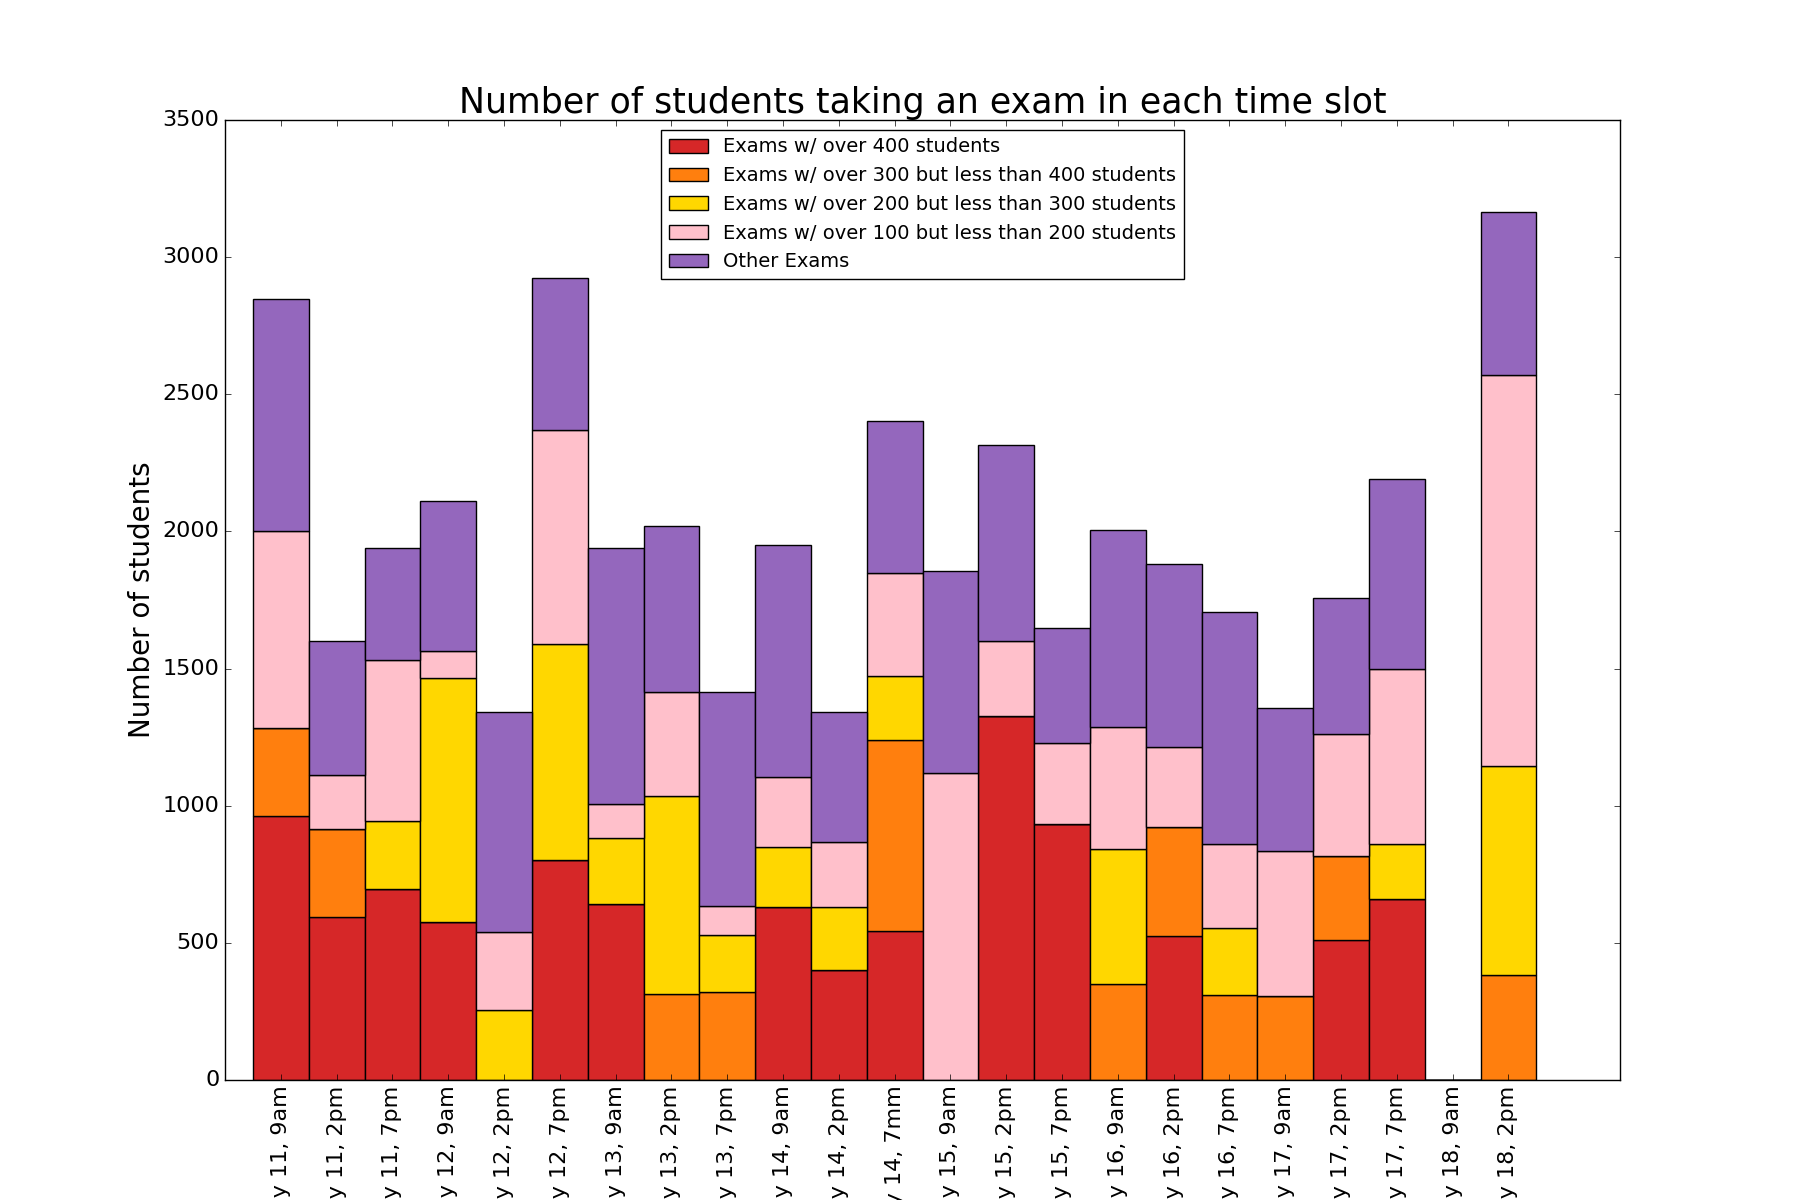 Number of students taking an exam in each time slot
Exams w/ over 400 students
Exams w/ over 300 but less than 400 students
Exams w/ over 200 but less than 300 students
Exams w/ over 100 but less than 200 students
Other Exams
3500
3000
2500
2000
1500
1000
500
0
Number of students
y 11, 9am
y 11, 2pm
y 11, 7pm
y 12, 9am
y 12, 2pm
y 12, 7pm
y 13, 9am
y 13, 2pm
y 13, 7pm
y 14, 9am
y 14, 2pm
y 14, 7mm
y 15, 9am
y 15, 2pm
y 15, 7pm
y 16, 9am
y 16, 2pm
y 16, 7pm
y 17, 9am
y 17, 2pm
y 17, 7pm
y 18, 9am
y 18, 2pm